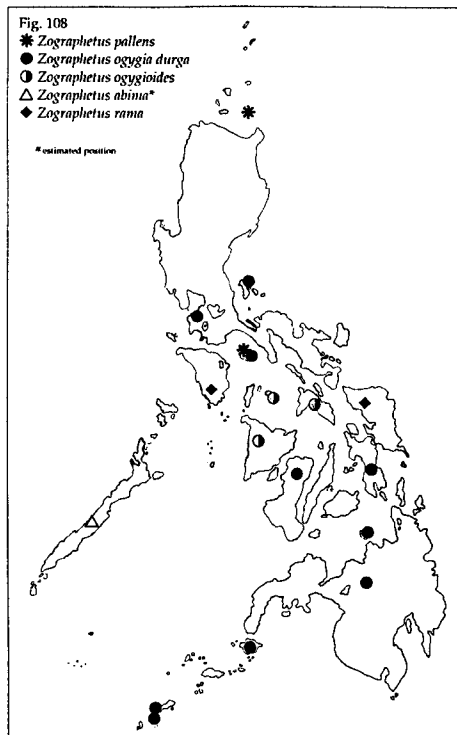 Fig. 108
Zographetus pallens
Zographetus ogygia durga
Zographetus ogygioides
Zographetus abima*
Zographetus rama
* estimated position